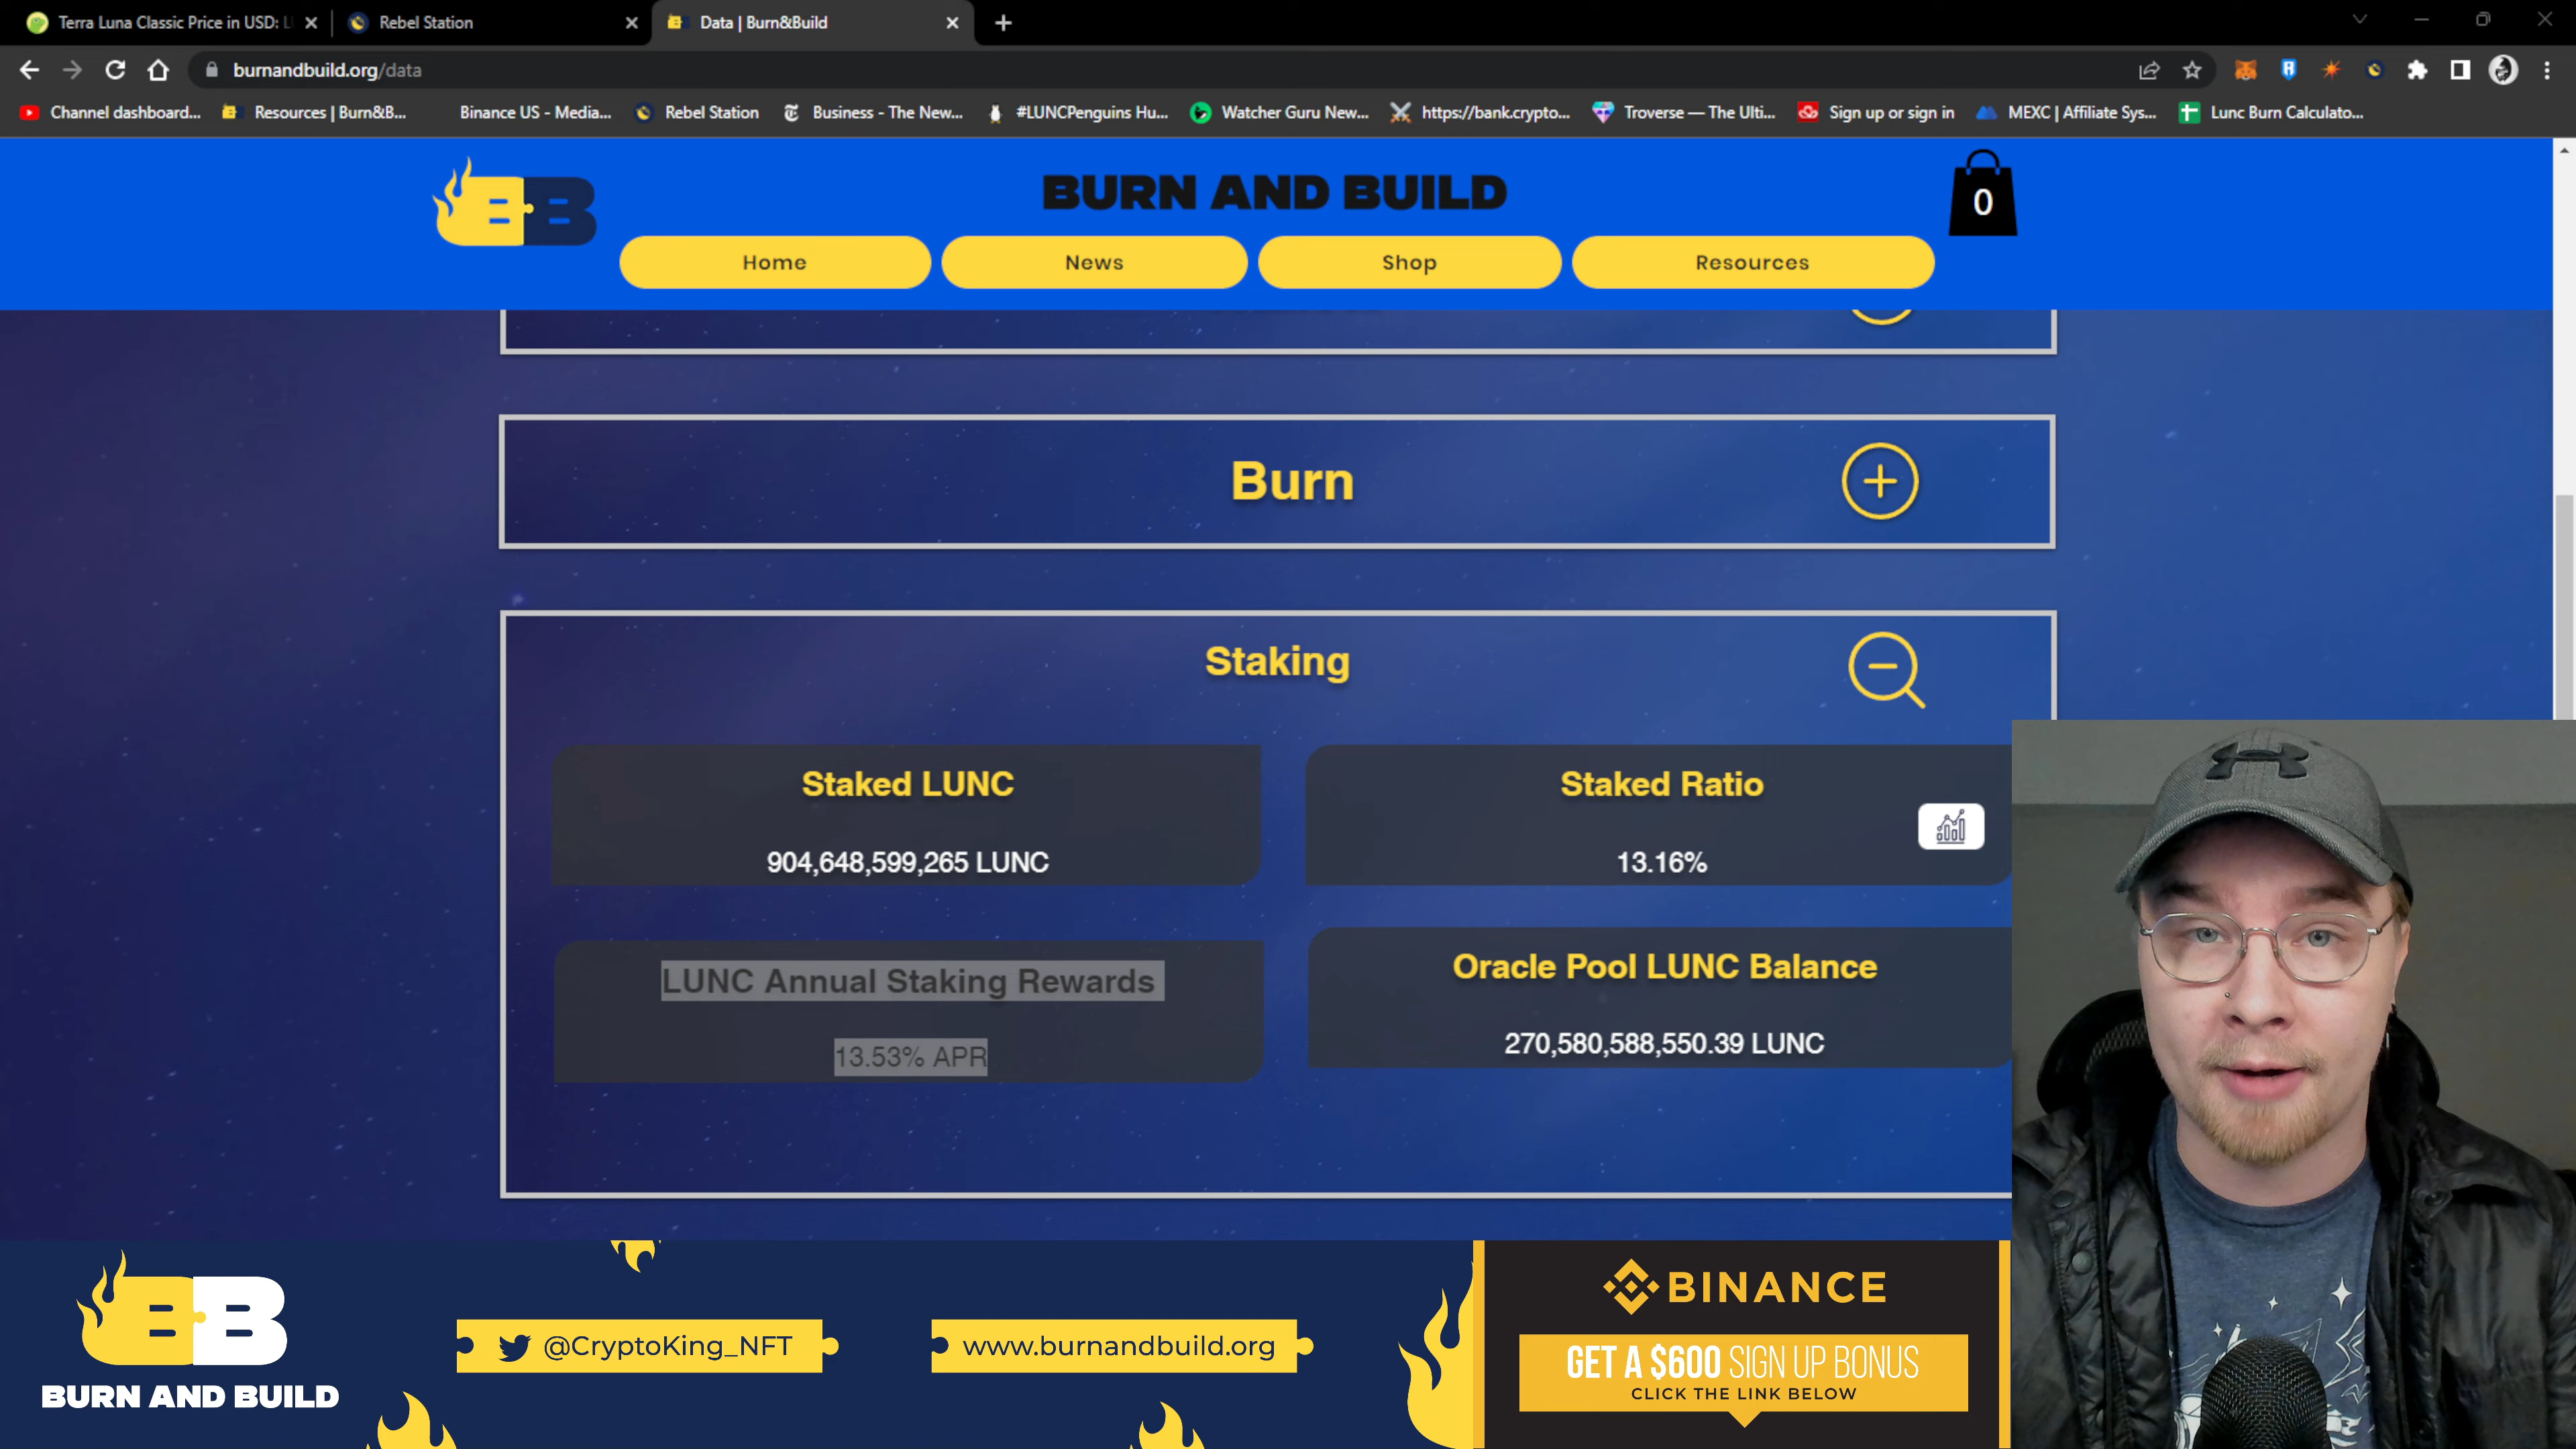 Terra Luna Classic Price in USD: L
Rebel Station
Data | Burn&Build
burnandbuild.org/data
Channel dashboard...
Resources | Burn&B...
Binance US - Media...
Rebel Station
Business - The New...
#LUNCPenguins Hu...
Watcher Guru New...
https://bank.crypto...
Troverse — The Ulti...
Sign up or sign in
MEXC | Affiliate Sys...
Lunc Burn Calculato...
BB
BURN AND BUILD
0
Home
News
Shop
Resources
Burn
Staking
Staked LUNC
904,648,599,265 LUNC
Staked Ratio
13.16%
LUNC Annual Staking Rewards
13.53% APR
Oracle Pool LUNC Balance
270,580,588,550.39 LUNC
BB
BURN AND BUILD
@CryptoKing_NFT
www.burnandbuild.org
BINANCE
GET A $600 SIGN UP BONUS
CLICK THE LINK BELOW